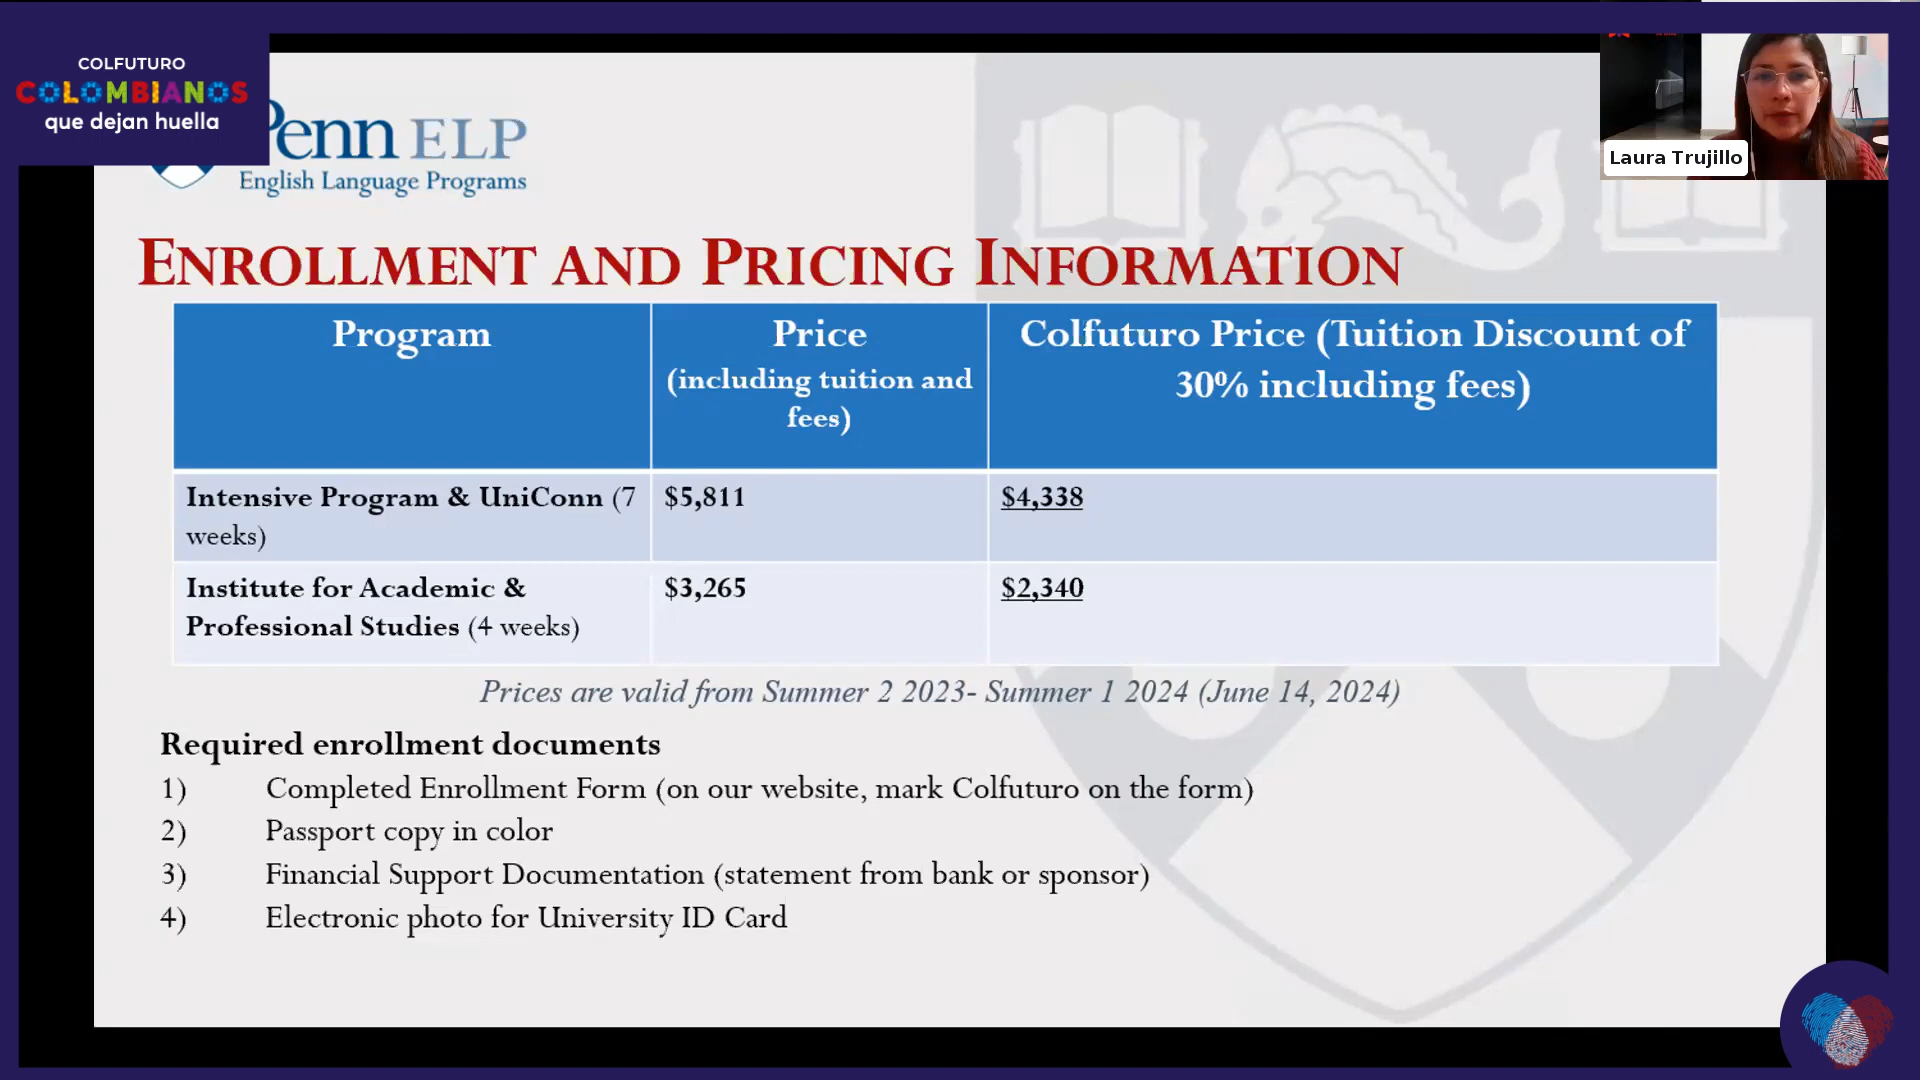 COLFUTURO
COLOMBIANOS
que dejan huella
Penn ELP
English Language Programs
Laura Trujillo
ENROLLMENT AND PRICING INFORMATION
Program
Price
(including tuition and
fees)
Colfuturo Price (Tuition Discount of
30% including fees)
Intensive Program & UniConn (7
weeks)
$5,811
$4,338
Institute for Academic &
Professional Studies (4 weeks)
$3,265
$2,340
Prices are valid from Summer 2 2023- Summer 1 2024 (June 14, 2024)
Required enrollment documents
1) Completed Enrollment Form (on our website, mark Colfuturo on the form)
2) Passport copy in color
3) Financial Support Documentation (statement from bank or sponsor)
4) Electronic photo for University ID Card